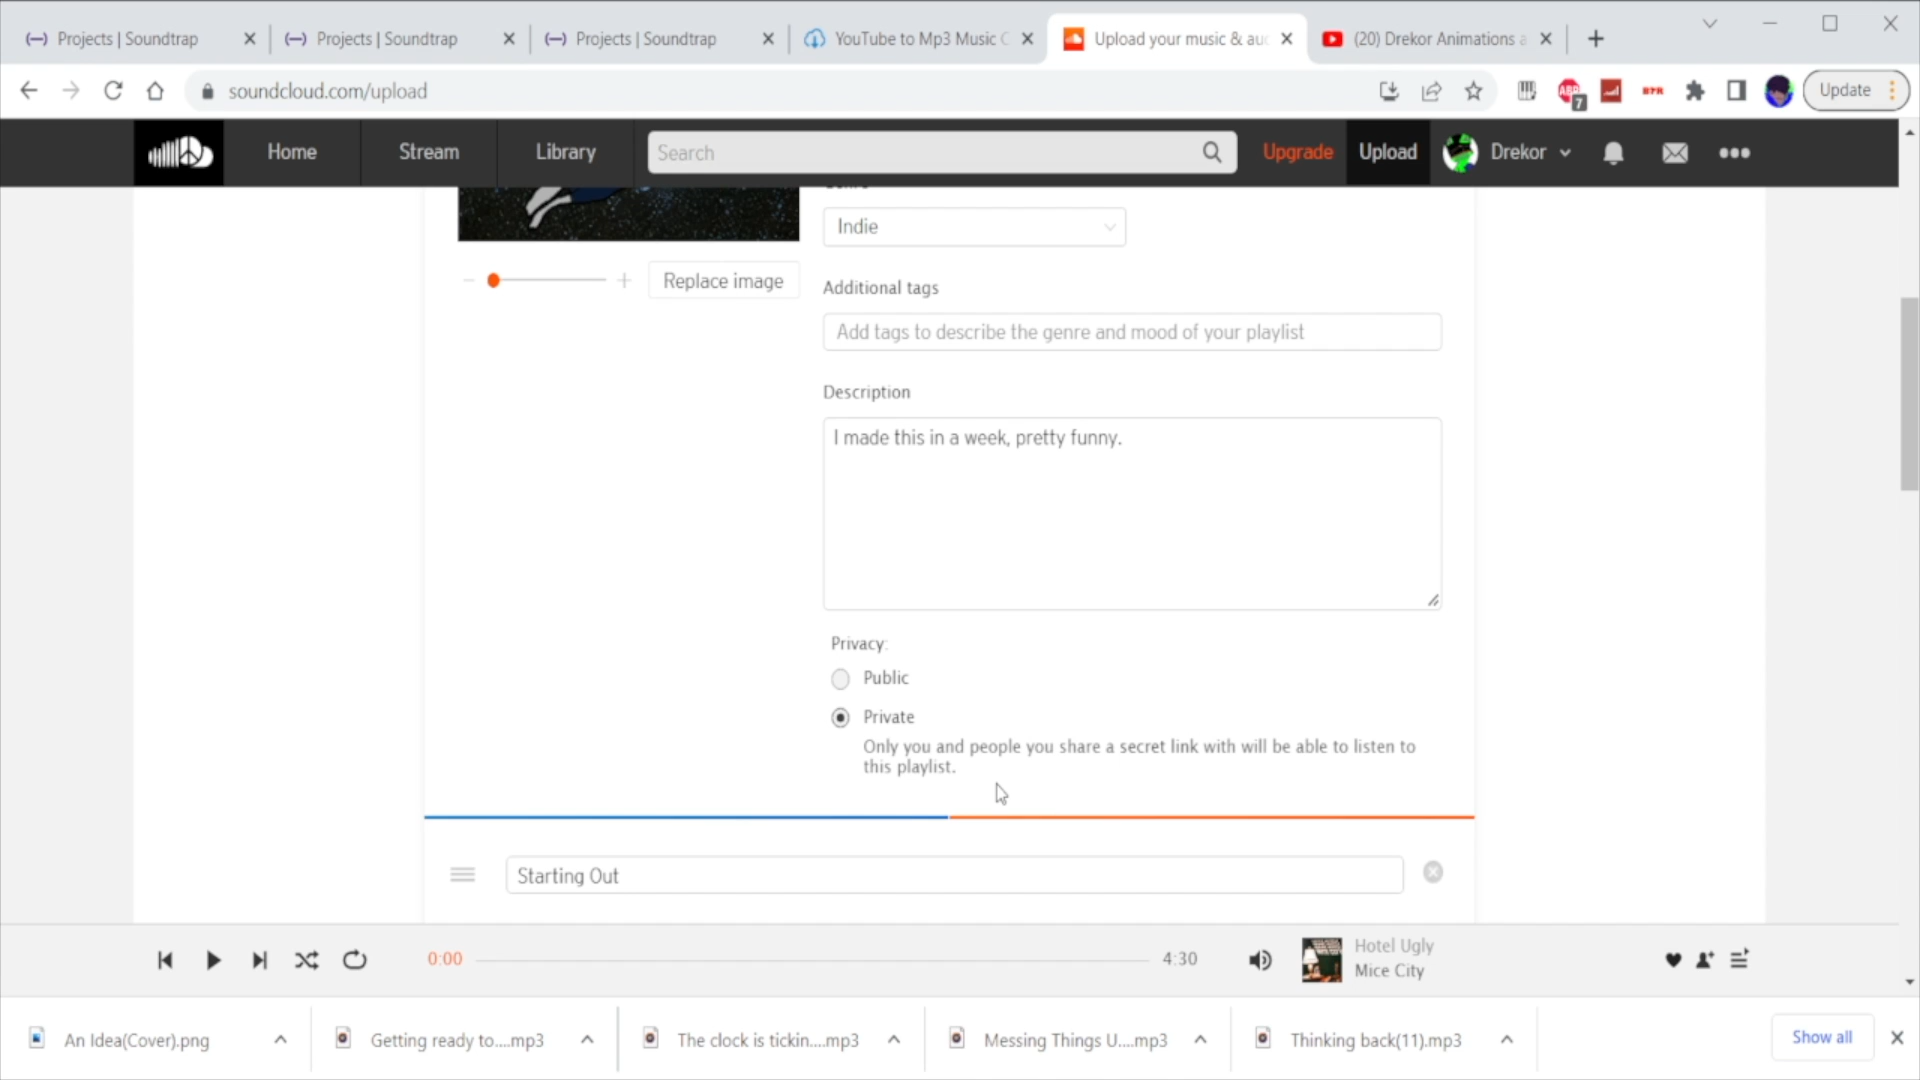 Projects | Soundtrap
Projects | Soundtrap
Projects | Soundtrap
YouTube to Mp3 Music C
Upload your music & auc
(20) Drekor Animations a
soundcloud.com/upload
ABP
7
Update
Home
Stream
Library
Search
Upgrade
Upload
Drekor
Indie
Replace image
Additional tags
Add tags to describe the genre and mood of your playlist
Description
I made this in a week, pretty funny.
Privacy:
Public
Private
Only you and people you share a secret link with will be able to listen to
this playlist.
Starting Out
0:00
4:30
Hotel Ugly
Mice City
An Idea(Cover).png
Getting ready to....mp3
The clock is tickin....mp3
Messing Things U....mp3
Thinking back(11).mp3
Show all